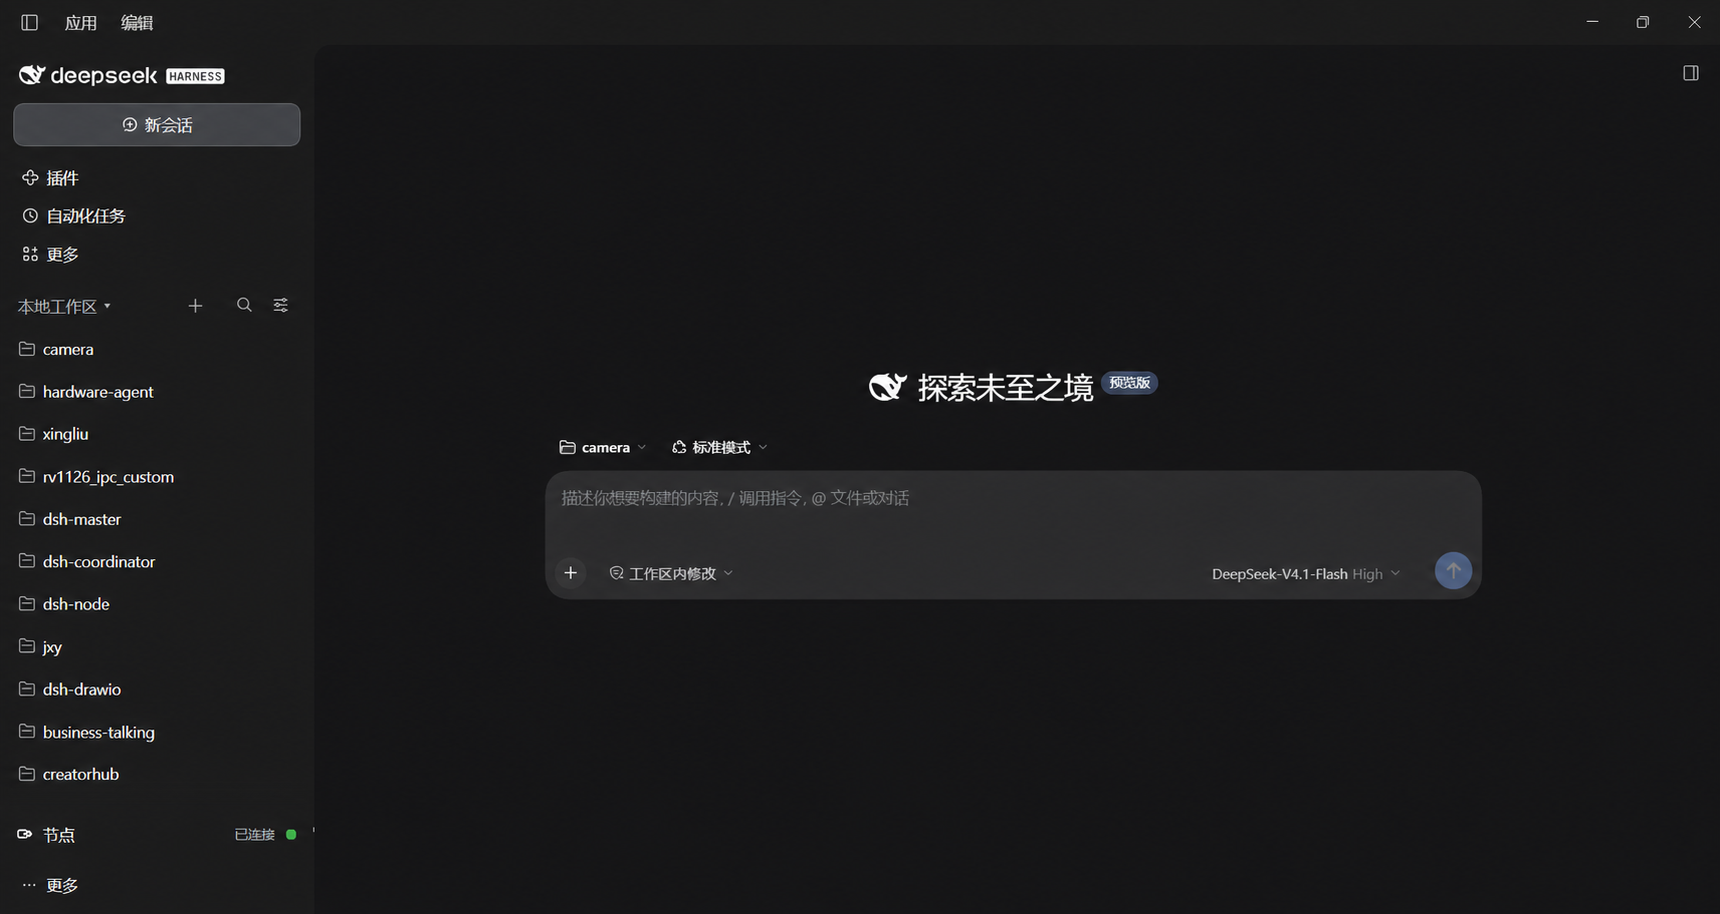 应用 编辑
deepseek HARNESS
新会话
插件
自动化任务
更多
本地工作区
camera
hardware-agent
xingliu
rv1126_ipc_custom
dsh-master
dsh-coordinator
dsh-node
jxy
dsh-drawio
business-talking
creatorhub
节点 已连接
更多
探索未至之境 预览版
camera 标准模式
描述你想要构建的内容, / 调用指令, @ 文件或对话
工作区内修改 DeepSeek-V4.1-Flash High